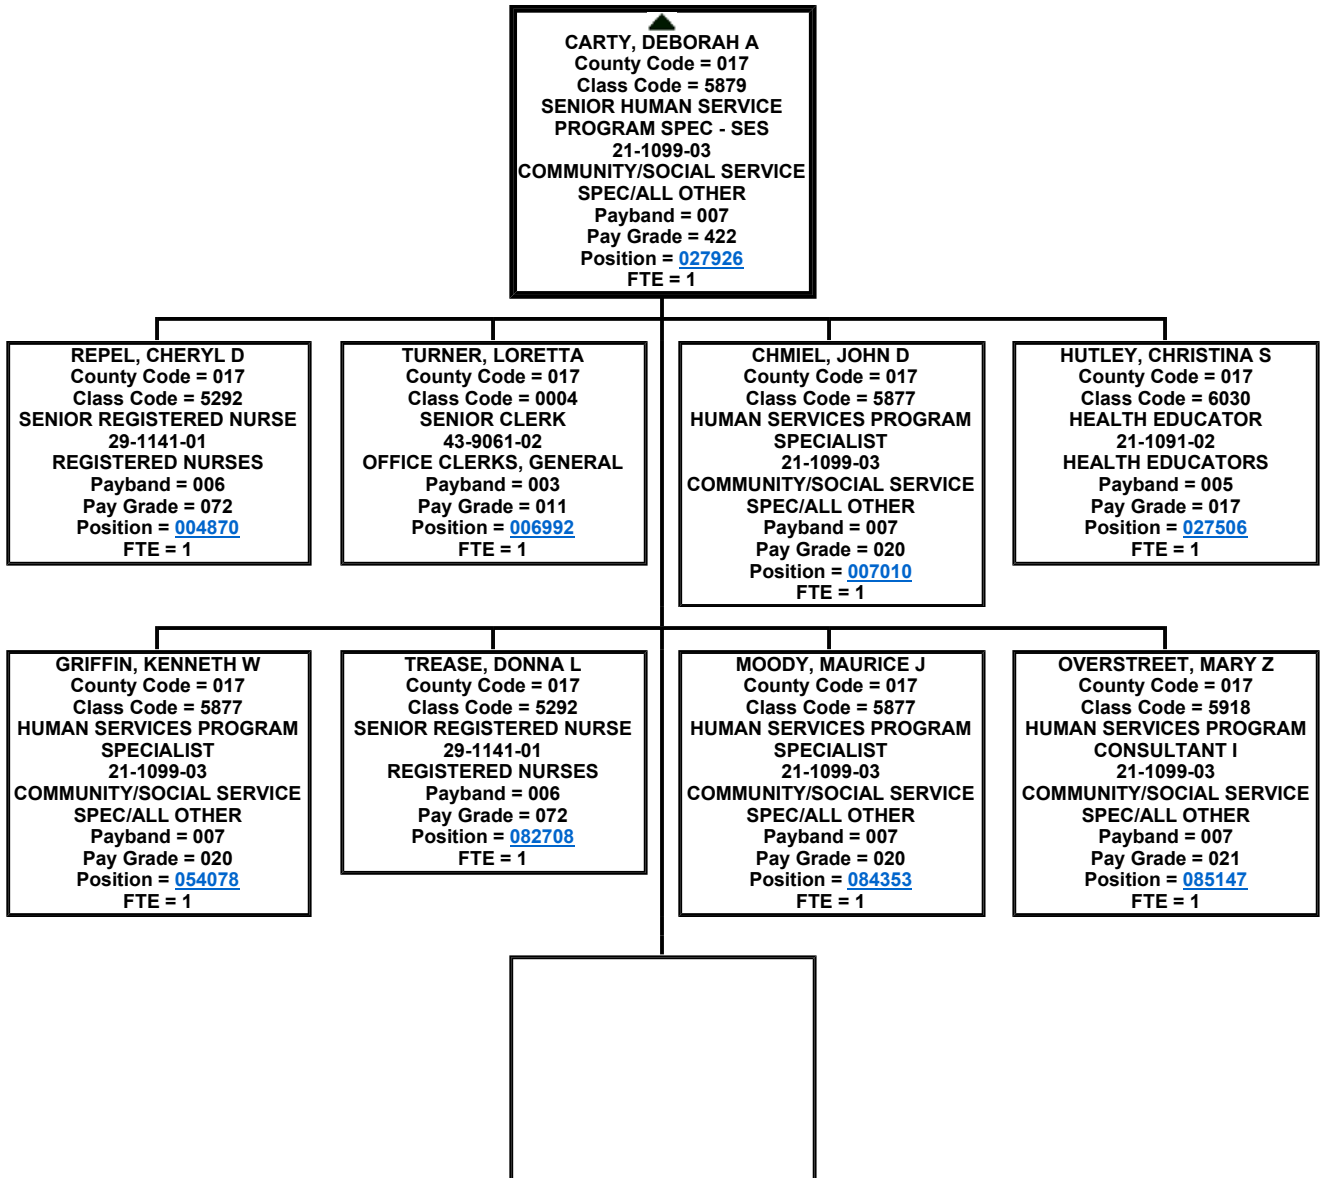 CARTY, DEBORAH A
County Code = 017
Class Code = 5879
SENIOR HUMAN SERVICE
PROGRAM SPEC - SES
21-1099-03
COMMUNITY/SOCIAL SERVICE
SPEC/ALL OTHER
Payband = 007
Pay Grade = 422
Position = 027926
FTE = 1
REPEL, CHERYL D
County Code = 017
Class Code = 5292
SENIOR REGISTERED NURSE
29-1141-01
REGISTERED NURSES
Payband = 006
Pay Grade = 072
Position = 004870
FTE = 1
TURNER, LORETTA
County Code = 017
Class Code = 0004
SENIOR CLERK
43-9061-02
OFFICE CLERKS, GENERAL
Payband = 003
Pay Grade = 011
Position = 006992
FTE = 1
CHMIEL, JOHN D
County Code = 017
Class Code = 5877
HUMAN SERVICES PROGRAM
SPECIALIST
21-1099-03
COMMUNITY/SOCIAL SERVICE
SPEC/ALL OTHER
Payband = 007
Pay Grade = 020
Position = 007010
FTE = 1
HUTLEY, CHRISTINA S
County Code = 017
Class Code = 6030
HEALTH EDUCATOR
21-1091-02
HEALTH EDUCATORS
Payband = 005
Pay Grade = 017
Position = 027506
FTE = 1
GRIFFIN, KENNETH W
County Code = 017
Class Code = 5877
HUMAN SERVICES PROGRAM
SPECIALIST
21-1099-03
COMMUNITY/SOCIAL SERVICE
SPEC/ALL OTHER
Payband = 007
Pay Grade = 020
Position = 054078
FTE = 1
TREASE, DONNA L
County Code = 017
Class Code = 5292
SENIOR REGISTERED NURSE
29-1141-01
REGISTERED NURSES
Payband = 006
Pay Grade = 072
Position = 082708
FTE = 1
MOODY, MAURICE J
County Code = 017
Class Code = 5877
HUMAN SERVICES PROGRAM
SPECIALIST
21-1099-03
COMMUNITY/SOCIAL SERVICE
SPEC/ALL OTHER
Payband = 007
Pay Grade = 020
Position = 084353
FTE = 1
OVERSTREET, MARY Z
County Code = 017
Class Code = 5918
HUMAN SERVICES PROGRAM
CONSULTANT I
21-1099-03
COMMUNITY/SOCIAL SERVICE
SPEC/ALL OTHER
Payband = 007
Pay Grade = 021
Position = 085147
FTE = 1